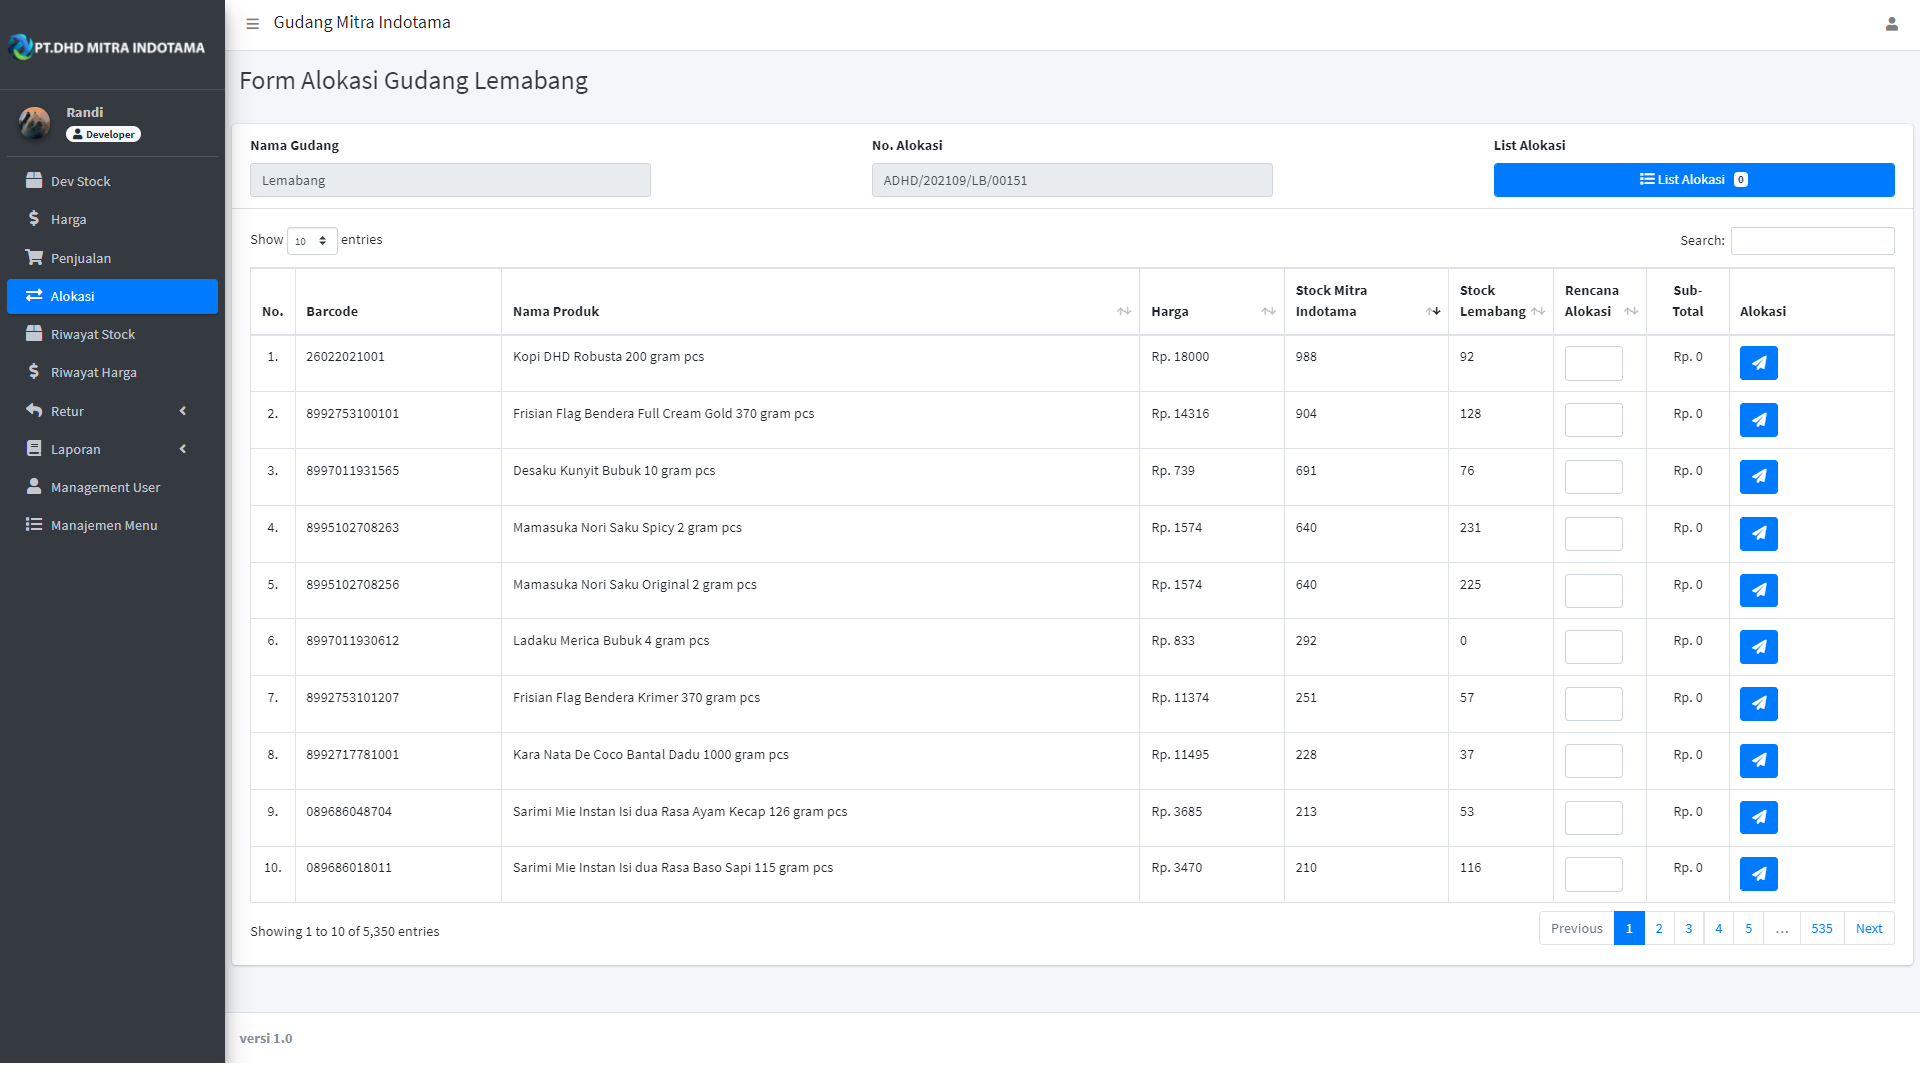 PT.DHD MITRA INDOTAMA
Gudang Mitra Indotama
Randi
Developer
Dev Stock
Harga
Penjualan
Alokasi
Riwayat Stock
Riwayat Harga
Retur
Laporan
Management User
Manajemen Menu
Form Alokasi Gudang Lemabang
Nama Gudang No. Alokasi List Alokasi
Lemabang ADHD/202109/LB/00151 List Alokasi 0
Show 10 entries Search:
No. Barcode Nama Produk Harga Stock Mitra Indotama Stock Lemabang Rencana Alokasi Sub-Total Alokasi
1. 26022021001 Kopi DHD Robusta 200 gram pcs Rp. 18000 988 92 Rp. 0
2. 8992753100101 Frisian Flag Bendera Full Cream Gold 370 gram pcs Rp. 14316 904 128 Rp. 0
3. 8997011931565 Desaku Kunyit Bubuk 10 gram pcs Rp. 739 691 76 Rp. 0
4. 8995102708263 Mamasuka Nori Saku Spicy 2 gram pcs Rp. 1574 640 231 Rp. 0
5. 8995102708256 Mamasuka Nori Saku Original 2 gram pcs Rp. 1574 640 225 Rp. 0
6. 8997011930612 Ladaku Merica Bubuk 4 gram pcs Rp. 833 292 0 Rp. 0
7. 8992753101207 Frisian Flag Bendera Krimer 370 gram pcs Rp. 11374 251 57 Rp. 0
8. 8992717781001 Kara Nata De Coco Bantal Dadu 1000 gram pcs Rp. 11495 228 37 Rp. 0
9. 089686048704 Sarimi Mie Instan Isi dua Rasa Ayam Kecap 126 gram pcs Rp. 3685 213 53 Rp. 0
10. 089686018011 Sarimi Mie Instan Isi dua Rasa Baso Sapi 115 gram pcs Rp. 3470 210 116 Rp. 0
Showing 1 to 10 of 5,350 entries Previous 1 2 3 4 5 … 535 Next
versi 1.0